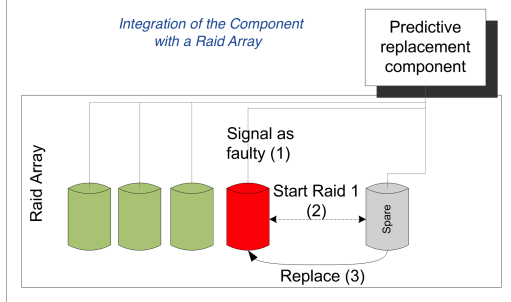 Integration of the Component
with a Raid Array
Predictive
replacement
component
Raid Array
Signal as
faulty (1)
Start Raid 1
(2)
Spare
Replace (3)